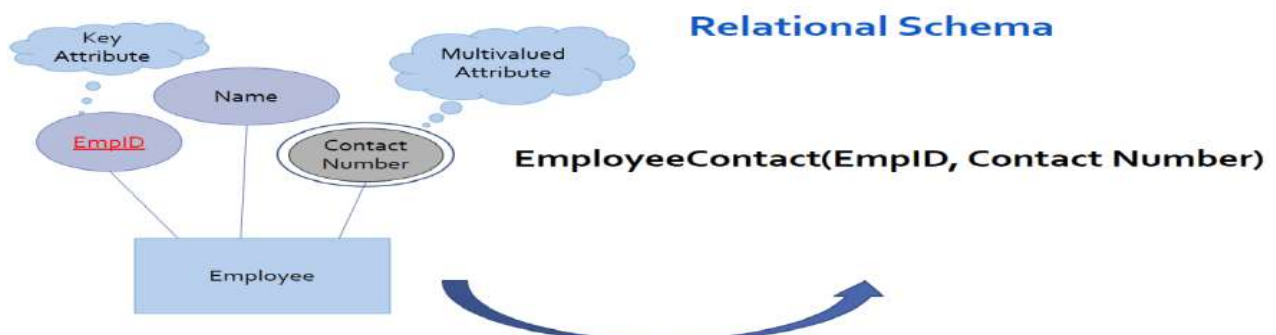 Relational Schema
Key
Attribute
Multivalued
Attribute
Name
EmpID
Contact
Number
EmployeeContact(EmpID, Contact Number)
Employee